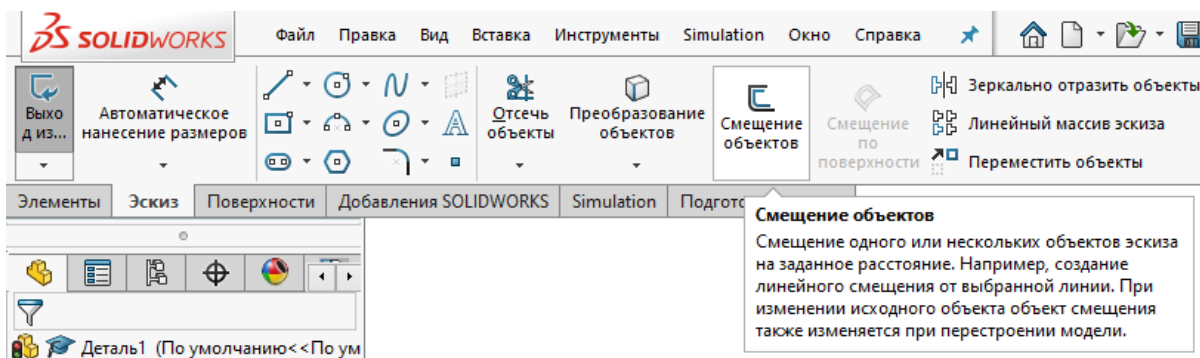 SOLIDWORKS Файл Правка Вид Вставка Инструменты Simulation Окно Справка
Выхо
д из...
Автоматическое
нанесение размеров
Отсечь
объекты
Преобразование
объектов
Смещение
объектов
Смещение
по
поверхности
Зеркально отразить объекты
Линейный массив эскиза
Переместить объекты
Элементы Эскиз Поверхности Добавления SOLIDWORKS Simulation Подгото
Смещение объектов
Смещение одного или нескольких объектов эскиза
на заданное расстояние. Например, создание
линейного смещения от выбранной линии. При
изменении исходного объекта объект смещения
также изменяется при перестроении модели.
Деталь1 (По умолчанию<<По ум